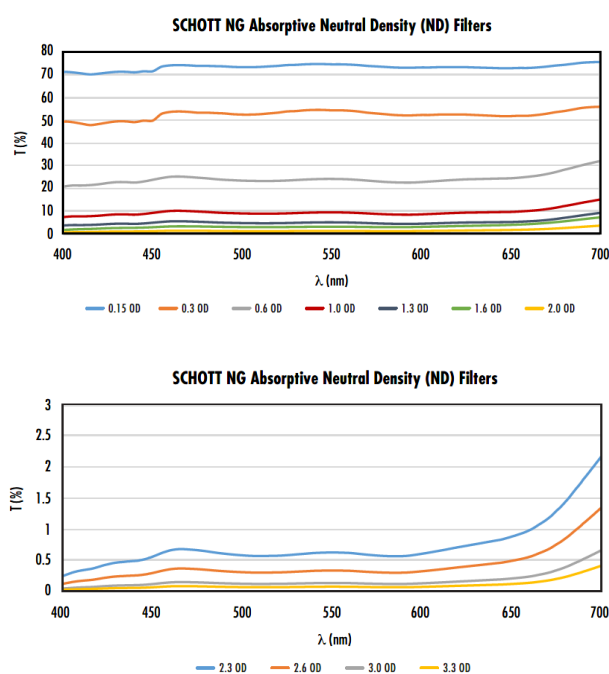 SCHOTT NG Absorptive Neutral Density (ND) Filters
80
70
60
50
40
30
20
10
0
T (%)
400 450 500 550 600 650 700
λ (nm)
0.15 OD 0.3 OD 0.6 OD 1.0 OD 1.3 OD 1.6 OD 2.0 OD
SCHOTT NG Absorptive Neutral Density (ND) Filters
3
2.5
2
1.5
1
0.5
0
T (%)
400 450 500 550 600 650 700
λ (nm)
2.3 OD 2.6 OD 3.0 OD 3.3 OD